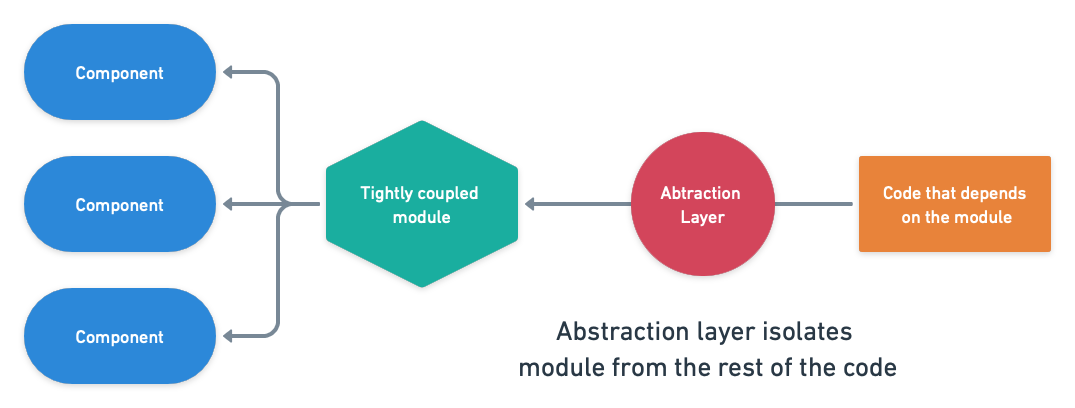 Component
Component
Component
Tightly coupled
module
Abtraction
Layer
Code that depends
on the module
Abstraction layer isolates
module from the rest of the code